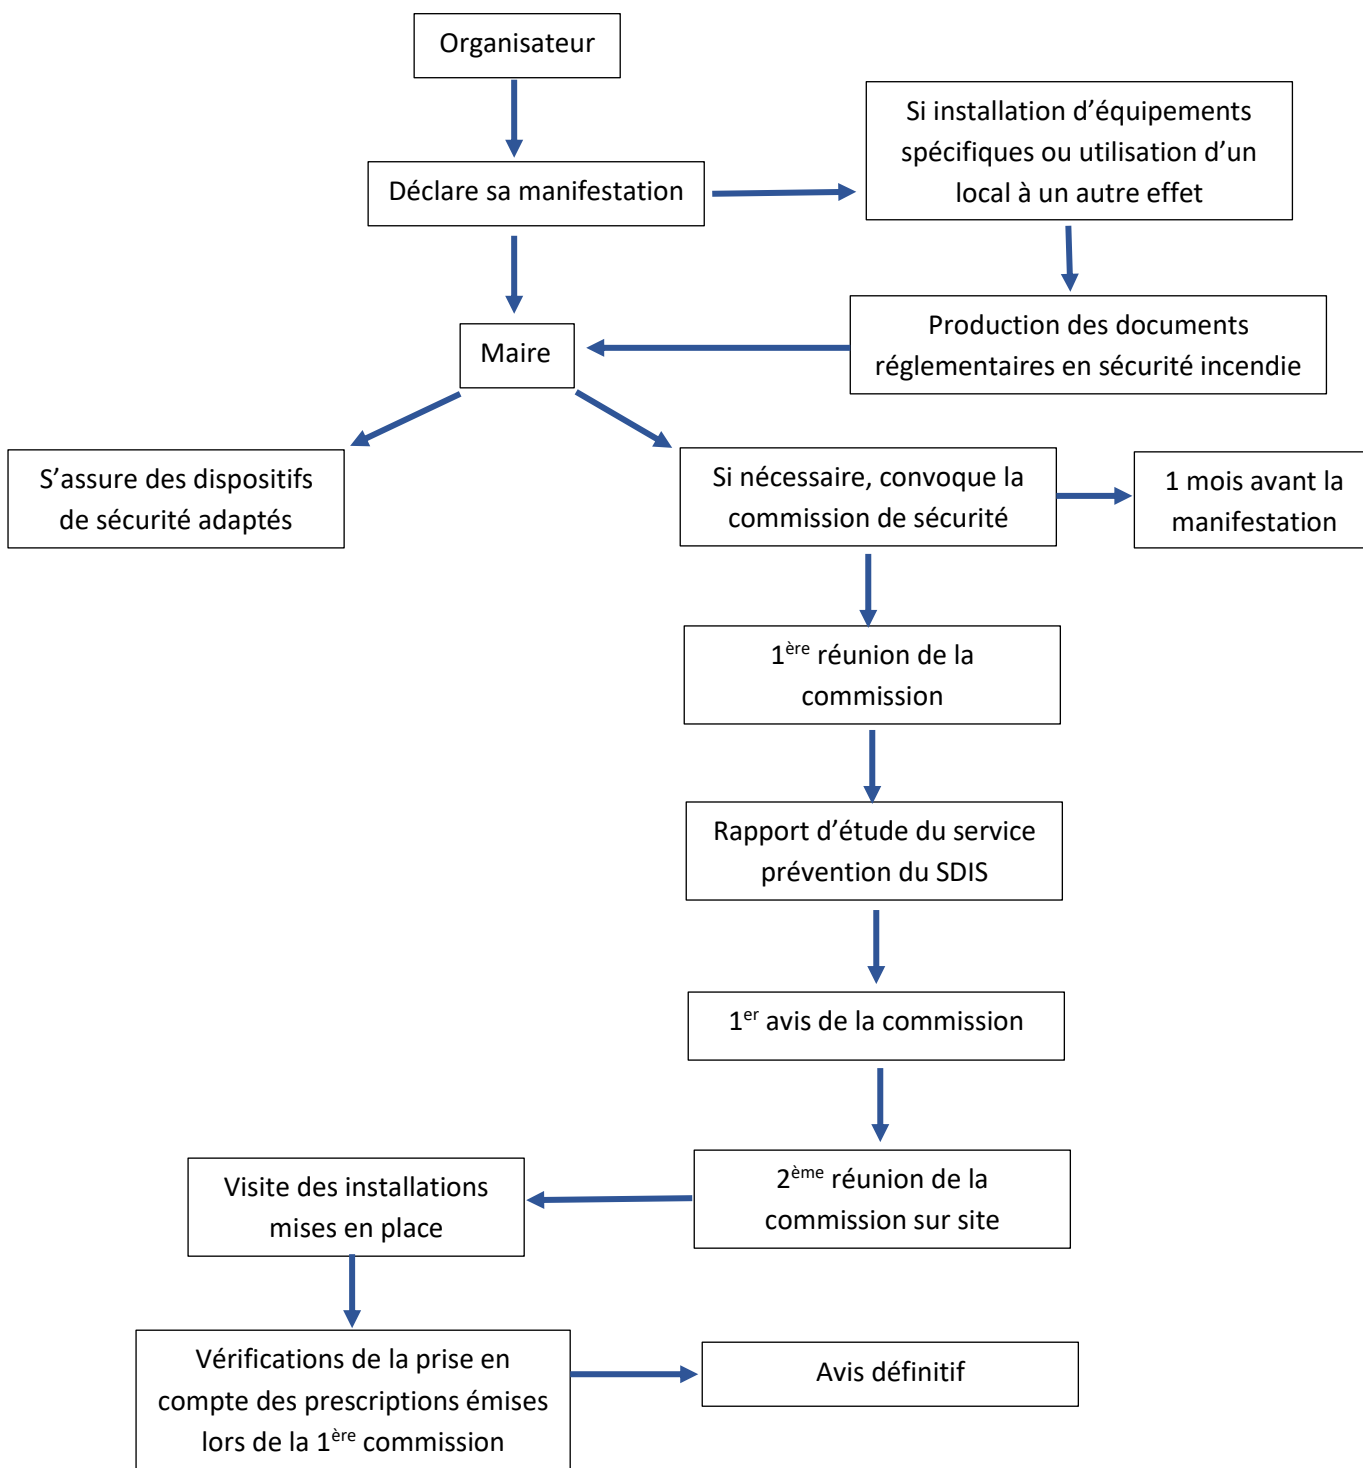 Organisateur
Si installation d’équipements
spécifiques ou utilisation d’un
local à un autre effet
Déclare sa manifestation
Production des documents
réglementaires en sécurité incendie
Maire
S’assure des dispositifs
de sécurité adaptés
Si nécessaire, convoque la
commission de sécurité
1 mois avant la
manifestation
1ère réunion de la
commission
Rapport d’étude du service
prévention du SDIS
1er avis de la commission
2ème réunion de la
commission sur site
Visite des installations
mises en place
Vérifications de la prise en
compte des prescriptions émises
lors de la 1ère commission
Avis définitif